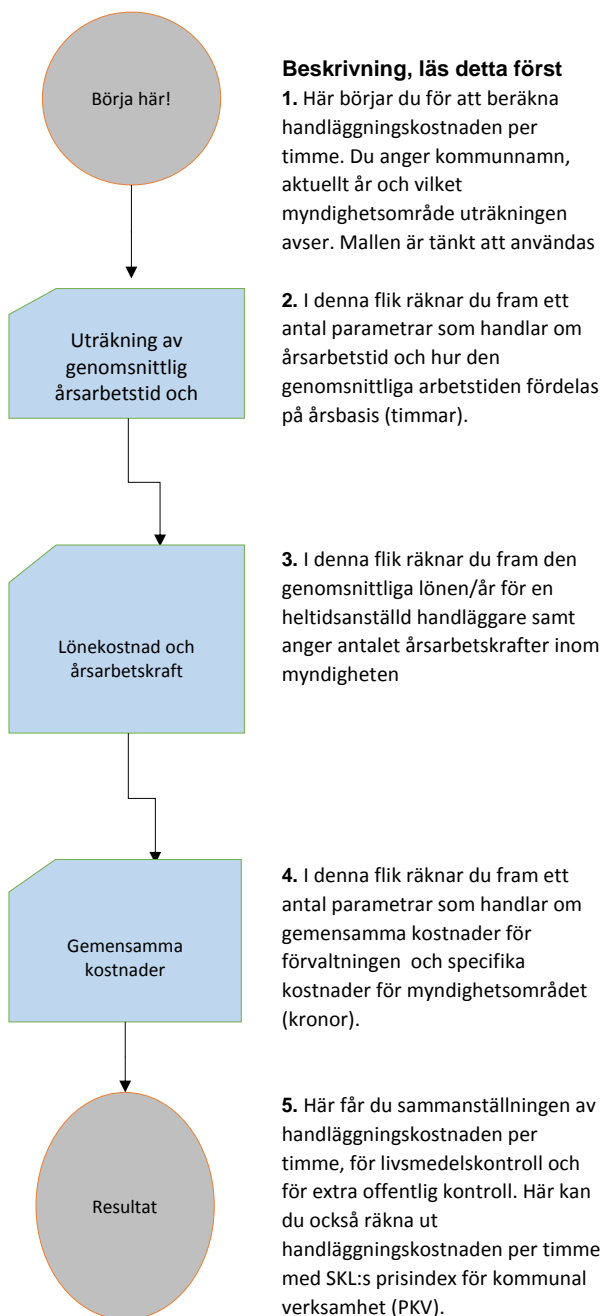 Börja här!
Beskrivning, läs detta först
1. Här börjar du för att beräkna
handläggningskostnaden per
timme. Du anger kommunnamn,
aktuellt år och vilket
myndighetsområde uträkningen
avser. Mallen är tänkt att användas
Uträkning av
genomsnittlig
årsarbetstid och
2. I denna flik räknar du fram ett
antal parametrar som handlar om
årsarbetstid och hur den
genomsnittliga arbetstiden fördelas
på årsbasis (timmar).
Lönekostnad och
årsarbetskraft
3. I denna flik räknar du fram den
genomsnittliga lönen/år för en
heltidsanställd handläggare samt
anger antalet årsarbetskrafter inom
myndigheten
Gemensamma
kostnader
4. I denna flik räknar du fram ett
antal parametrar som handlar om
gemensamma kostnader för
förvaltningen och specifika
kostnader för myndighetsområdet
(kronor).
Resultat
5. Här får du sammanställningen av
handläggningskostnaden per
timme, för livsmedelskontroll och
för extra offentlig kontroll. Här kan
du också räkna ut
handläggningskostnaden per timme
med SKL:s prisindex för kommunal
verksamhet (PKV).